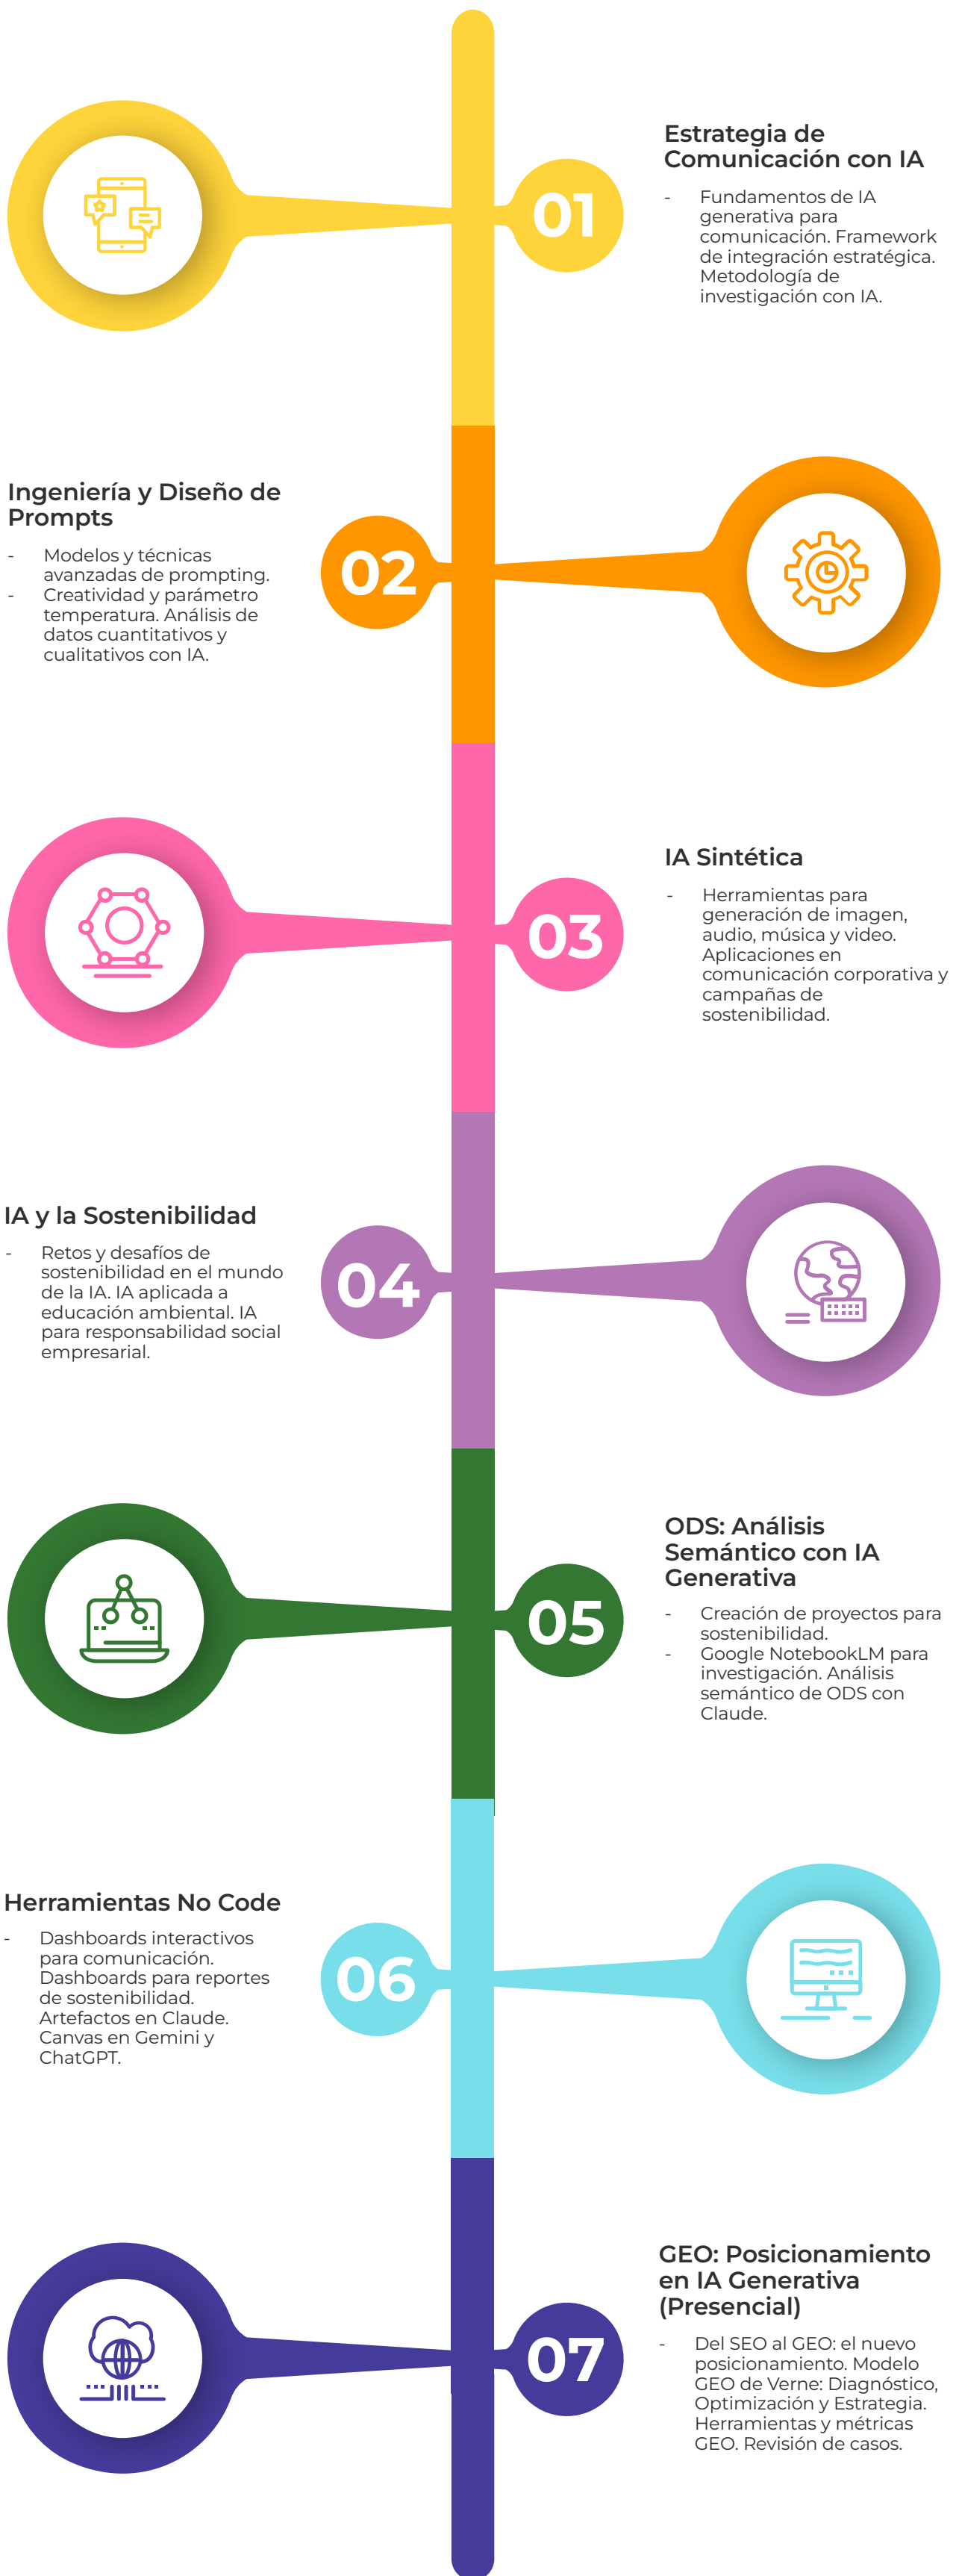 01
Estrategia de
Comunicación con IA
- Fundamentos de IA
generativa para
comunicación. Framework
de integración estratégica.
Metodología de
investigación con IA.
Ingeniería y Diseño de
Prompts
- Modelos y técnicas
avanzadas de prompting.
- Creatividad y parámetro
temperatura. Análisis de
datos cuantitativos y
cualitativos con IA.
02
03
IA Sintética
- Herramientas para
generación de imagen,
audio, música y video.
Aplicaciones en
comunicación corporativa y
campañas de
sostenibilidad.
IA y la Sostenibilidad
- Retos y desafíos de
sostenibilidad en el mundo
de la IA. IA aplicada a
educación ambiental. IA
para responsabilidad social
empresarial.
04
05
ODS: Análisis
Semántico con IA
Generativa
- Creación de proyectos para
sostenibilidad.
- Google NotebookLM para
investigación. Análisis
semántico de ODS con
Claude.
Herramientas No Code
- Dashboards interactivos
para comunicación.
Dashboards para reportes
de sostenibilidad.
Artefactos en Claude.
Canvas en Gemini y
ChatGPT.
06
07
GEO: Posicionamiento
en IA Generativa
(Presencial)
- Del SEO al GEO: el nuevo
posicionamiento. Modelo
GEO de Verne: Diagnóstico,
Optimización y Estrategia.
Herramientas y métricas
GEO. Revisión de casos.